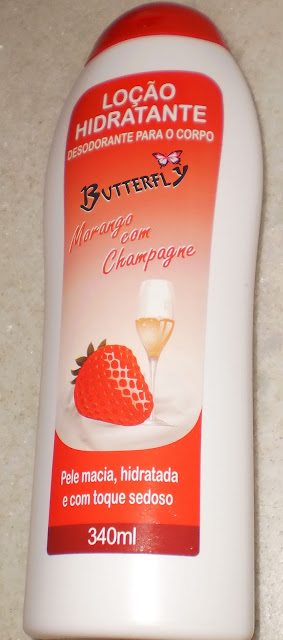 LOÇÃO
HIDRATANTE
DESODORANTE PARA O CORPO
BUTTERFLY
Morango
com
Champagne
Pele macia, hidratada
e com toque sedoso
340ml